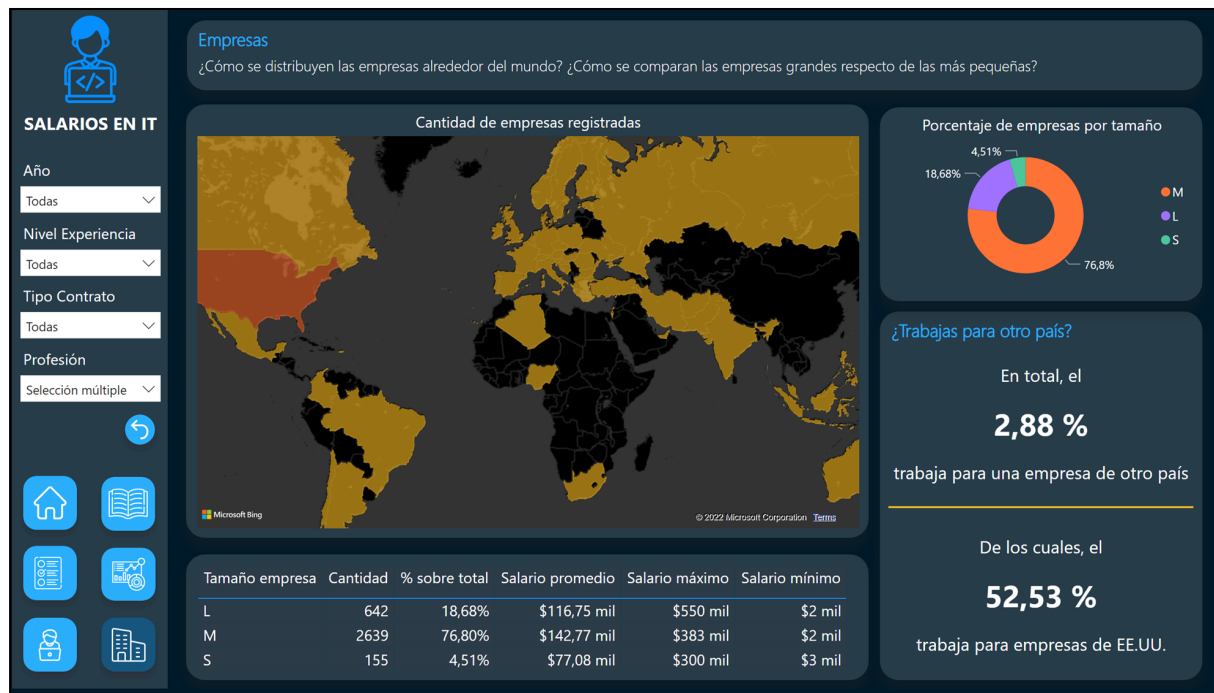 SALARIOS EN IT
Año
Todas
Nivel Experiencia
Todas
Tipo Contrato
Todas
Profesión
Selección múltiple
Empresas
¿Cómo se distribuyen las empresas alrededor del mundo? ¿Cómo se comparan las empresas grandes respecto de las más pequeñas?
Cantidad de empresas registradas
Microsoft Bing
© 2022 Microsoft Corporation Terms
Porcentaje de empresas por tamaño
4,51%
18,68%
76,8%
M
L
S
¿Trabajas para otro país?
En total, el
2,88 %
trabaja para una empresa de otro país
De los cuales, el
52,53 %
trabaja para empresas de EE.UU.
Tamaño empresa Cantidad % sobre total Salario promedio Salario máximo Salario mínimo
L 642 18,68% $116,75 mil $550 mil $2 mil
M 2639 76,80% $142,77 mil $383 mil $2 mil
S 155 4,51% $77,08 mil $300 mil $3 mil